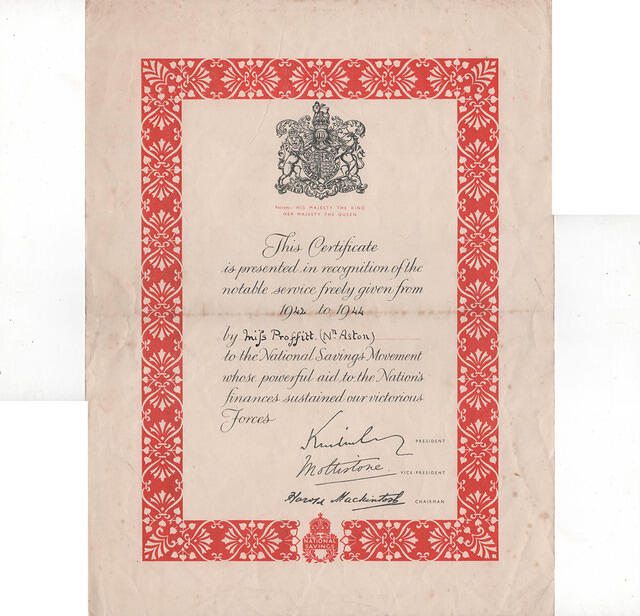 Patrons: HIS MAJESTY THE KING
HER MAJESTY THE QUEEN
This Certificate
is presented in recognition of the
notable service freely given from
1942 to 1944
by Miss Proffitt. (Nth Aston)
to the National Savings Movement
whose powerful aid to the Nation's
finances sustained our victorious
Forces
PRESIDENT
Mottistone VICE-PRESIDENT
Harold Mackintosh CHAIRMAN
NATIONAL
SAVINGS